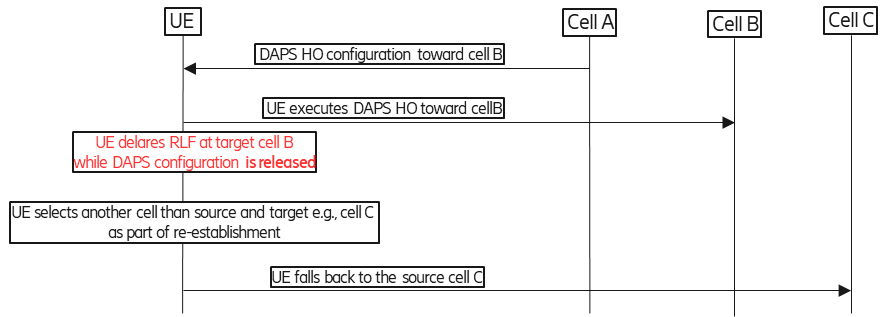 UE
Cell A
Cell B
Cell C
DAPS HO configuration toward cell B
UE executes DAPS HO toward cellB
UE delares RLF at target cell B
while DAPS configuration is released
UE selects another cell than source and target e.g., cell C
as part of re-establishment
UE falls back to the source cell C